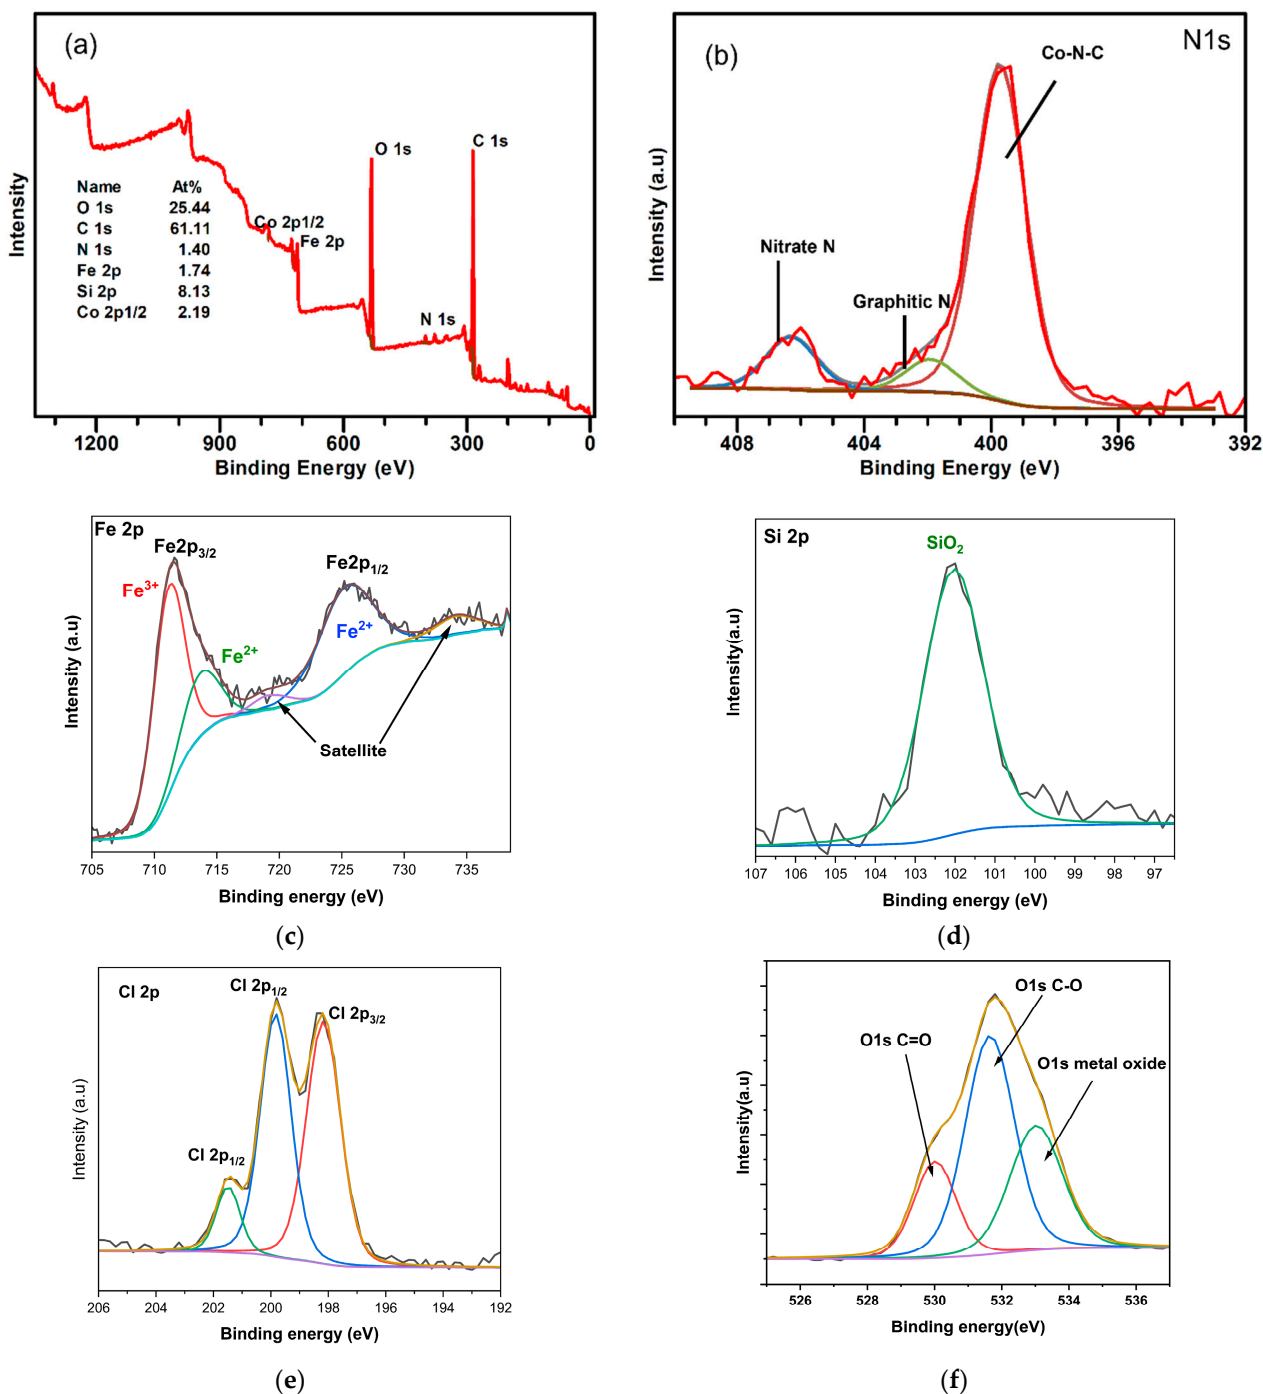 (a)
O 1s
C 1s
Name At%
O 1s 25.44
C 1s 61.11
N 1s 1.40
Fe 2p 1.74
Si 2p 8.13
Co 2p1/2 2.19
Co 2p1/2
Fe 2p
N 1s
Intensity
1200 900 600 300 0
Binding Energy (eV)
(b)
N1s
Co-N-C
Nitrate N
Graphitic N
Intensity (a.u)
408 404 400 396 392
Binding Energy (eV)
Fe 2p
Fe2p3/2
Fe3+
Fe2+
Fe2p1/2
Fe2+
Satellite
Intensity (a.u)
705 710 715 720 725 730 735
Binding energy (eV)
(c)
Si 2p
SiO2
Intensity(a.u)
107 106 105 104 103 102 101 100 99 98 97
Binding energy (eV)
(d)
Cl 2p
Cl 2p1/2
Cl 2p3/2
Cl 2p1/2
Intensity (a.u)
206 204 202 200 198 196 194 192
Binding energy (eV)
(e)
O1s C-O
O1s C=O
O1s metal oxide
Intensity(a.u)
526 528 530 532 534 536
Binding energy(eV)
(f)